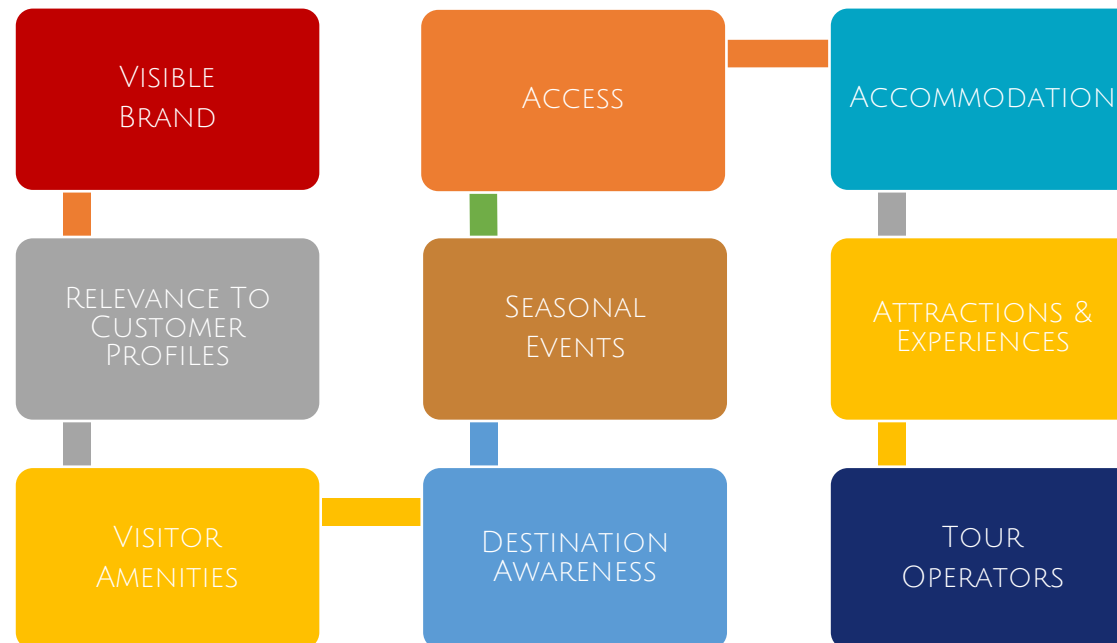 Visible
Brand
Relevance To
Customer
Profiles
Visitor
Amenities
Destination
Awareness
Seasonal
Events
Access
Accommodation
Attractions &
Experiences
Tour
Operators